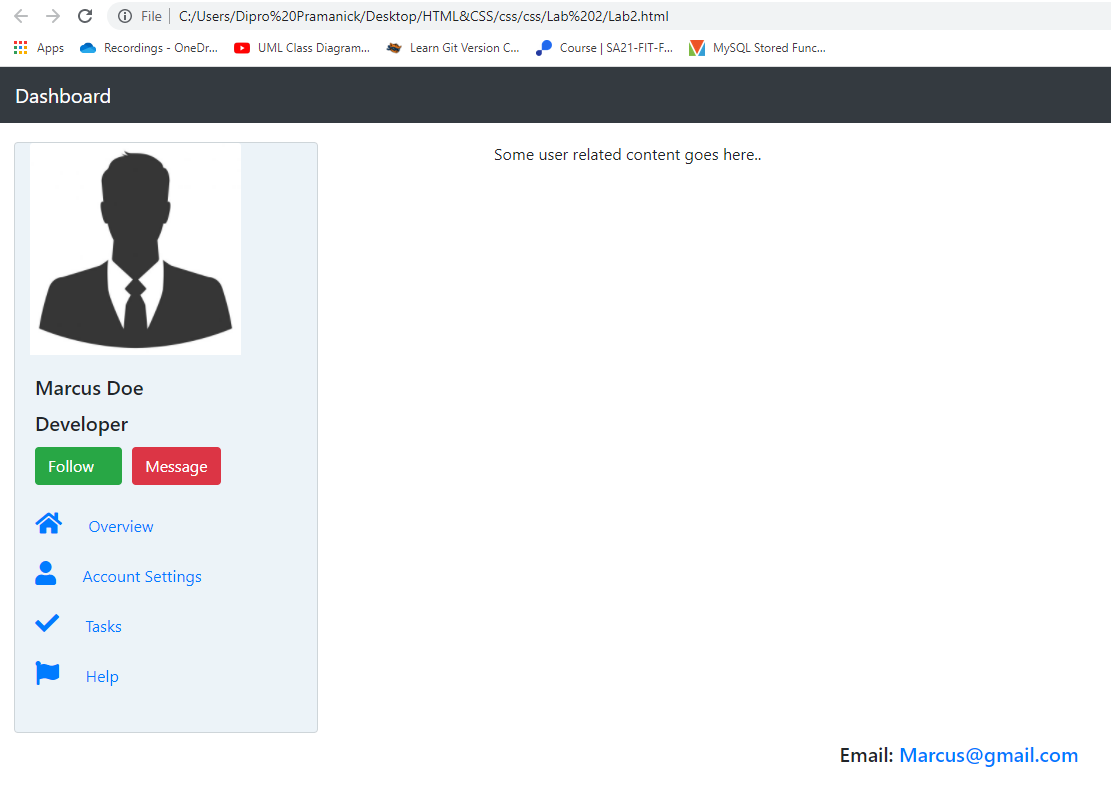 File | C:/Users/Dipro%20Pramanick/Desktop/HTML&CSS/css/css/Lab%202/Lab2.html
Apps Recordings - OneDr... UML Class Diagram... Learn Git Version C... Course | SA21-FIT-F... MySQL Stored Func...
Dashboard
Some user related content goes here..
Marcus Doe
Developer
Follow Message
Overview
Account Settings
Tasks
Help
Email: Marcus@gmail.com